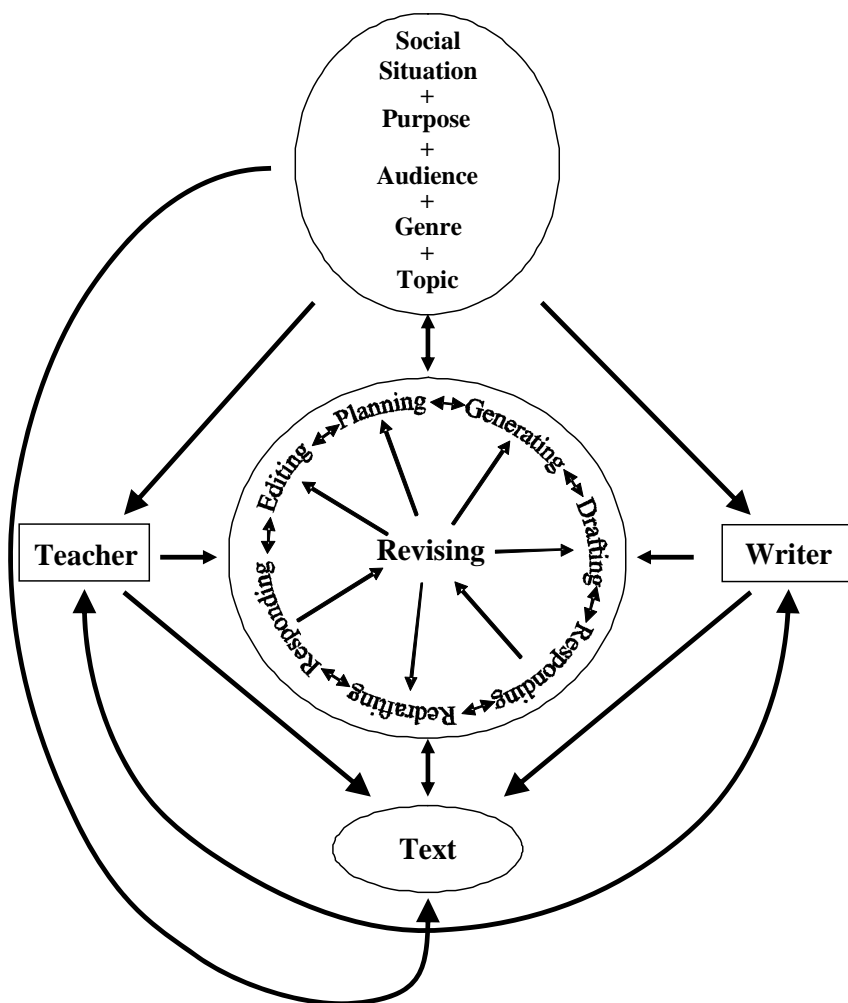 Social
Situation
+
Purpose
+
Audience
+
Genre
+
Topic
Planning
Generating
Editing
Drafting
Teacher
Revising
Writer
Responding
Responding
Redrafting
Text